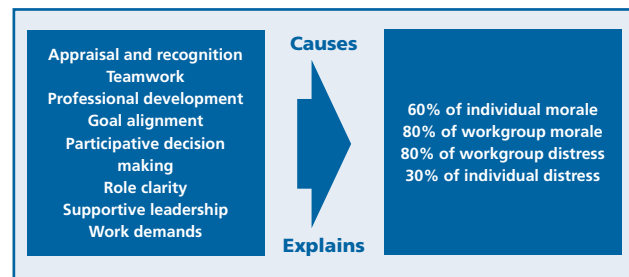 Appraisal and recognition
Teamwork
Professional development
Goal alignment
Participative decision
making
Role clarity
Supportive leadership
Work demands
Causes
Explains
60% of individual morale
80% of workgroup morale
80% of workgroup distress
30% of individual distress